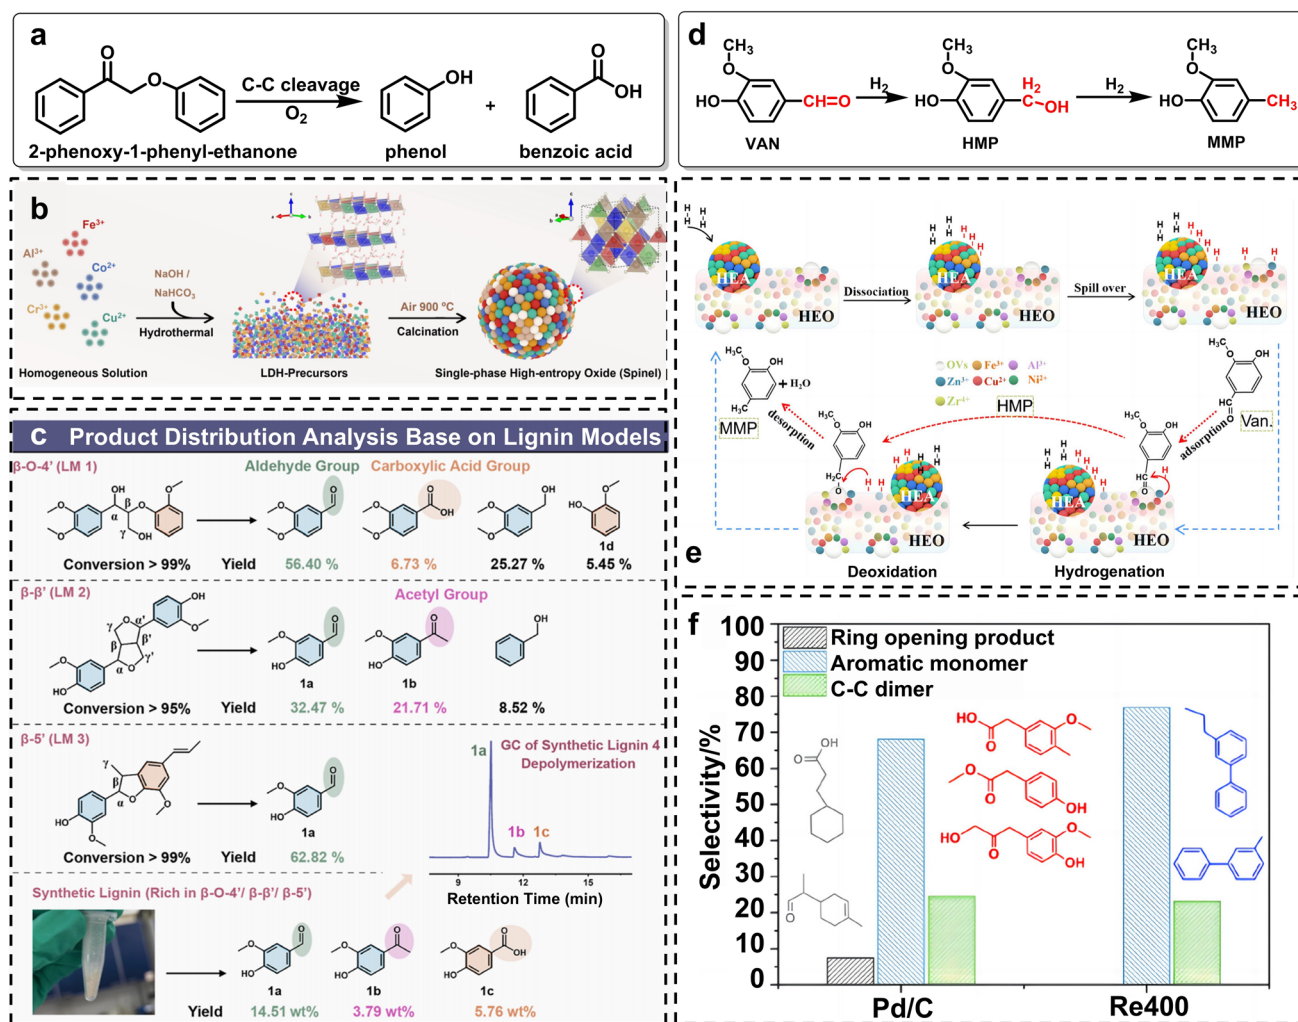 a
O
O
C-C cleavage
O₂
OH
+
O
OH
2-phenoxy-1-phenyl-ethanone
phenol
benzoic acid
d
CH₃
O
HO
CH=O
VAN
H₂
CH₃
O
HO
H₂
C
OH
HMP
H₂
CH₃
O
HO
CH₃
MMP
b
Fe³⁺
Al³⁺
Co²⁺
Cr³⁺
Cu²⁺
Homogeneous Solution
NaOH /
NaHCO₃
Hydrothermal
LDH-Precursors
Air 900 ºC
Calcination
Single-phase High-entropy Oxide (Spinel)
c Product Distribution Analysis Base on Lignin Models
β-O-4’ (LM 1)
Aldehyde Group
Carboxylic Acid Group
1d
Conversion > 99%
Yield
56.40 %
6.73 %
25.27 %
5.45 %
β-β’ (LM 2)
Acetyl Group
1a
1b
Conversion > 95%
Yield
32.47 %
21.71 %
8.52 %
β-5’ (LM 3)
1a
Conversion > 99%
Yield
62.82 %
GC of Synthetic Lignin 4
Depolymerization
1a
1b
1c
9
12
15
Retention Time (min)
Synthetic Lignin (Rich in β-O-4’/ β-β’/ β-5’)
1a
1b
1c
Yield
14.51 wt%
3.79 wt%
5.76 wt%
HEA
HEO
Dissociation
HEA
HEO
Spill over
HEA
HEO
OVs
Fe³⁺
Al³⁺
Zn³⁺
Cu²⁺
Ni²⁺
Zr⁴⁺
H₃C
OH
+ H₂O
H₃C
MMP
desorption
HMP
adsorption
Van.
HEA
HEO
HEA
HEO
e
Deoxidation
Hydrogenation
f
Ring opening product
Aromatic monomer
C-C dimer
Selectivity/%
100
90
80
70
60
50
40
30
20
10
0
Pd/C
Re400